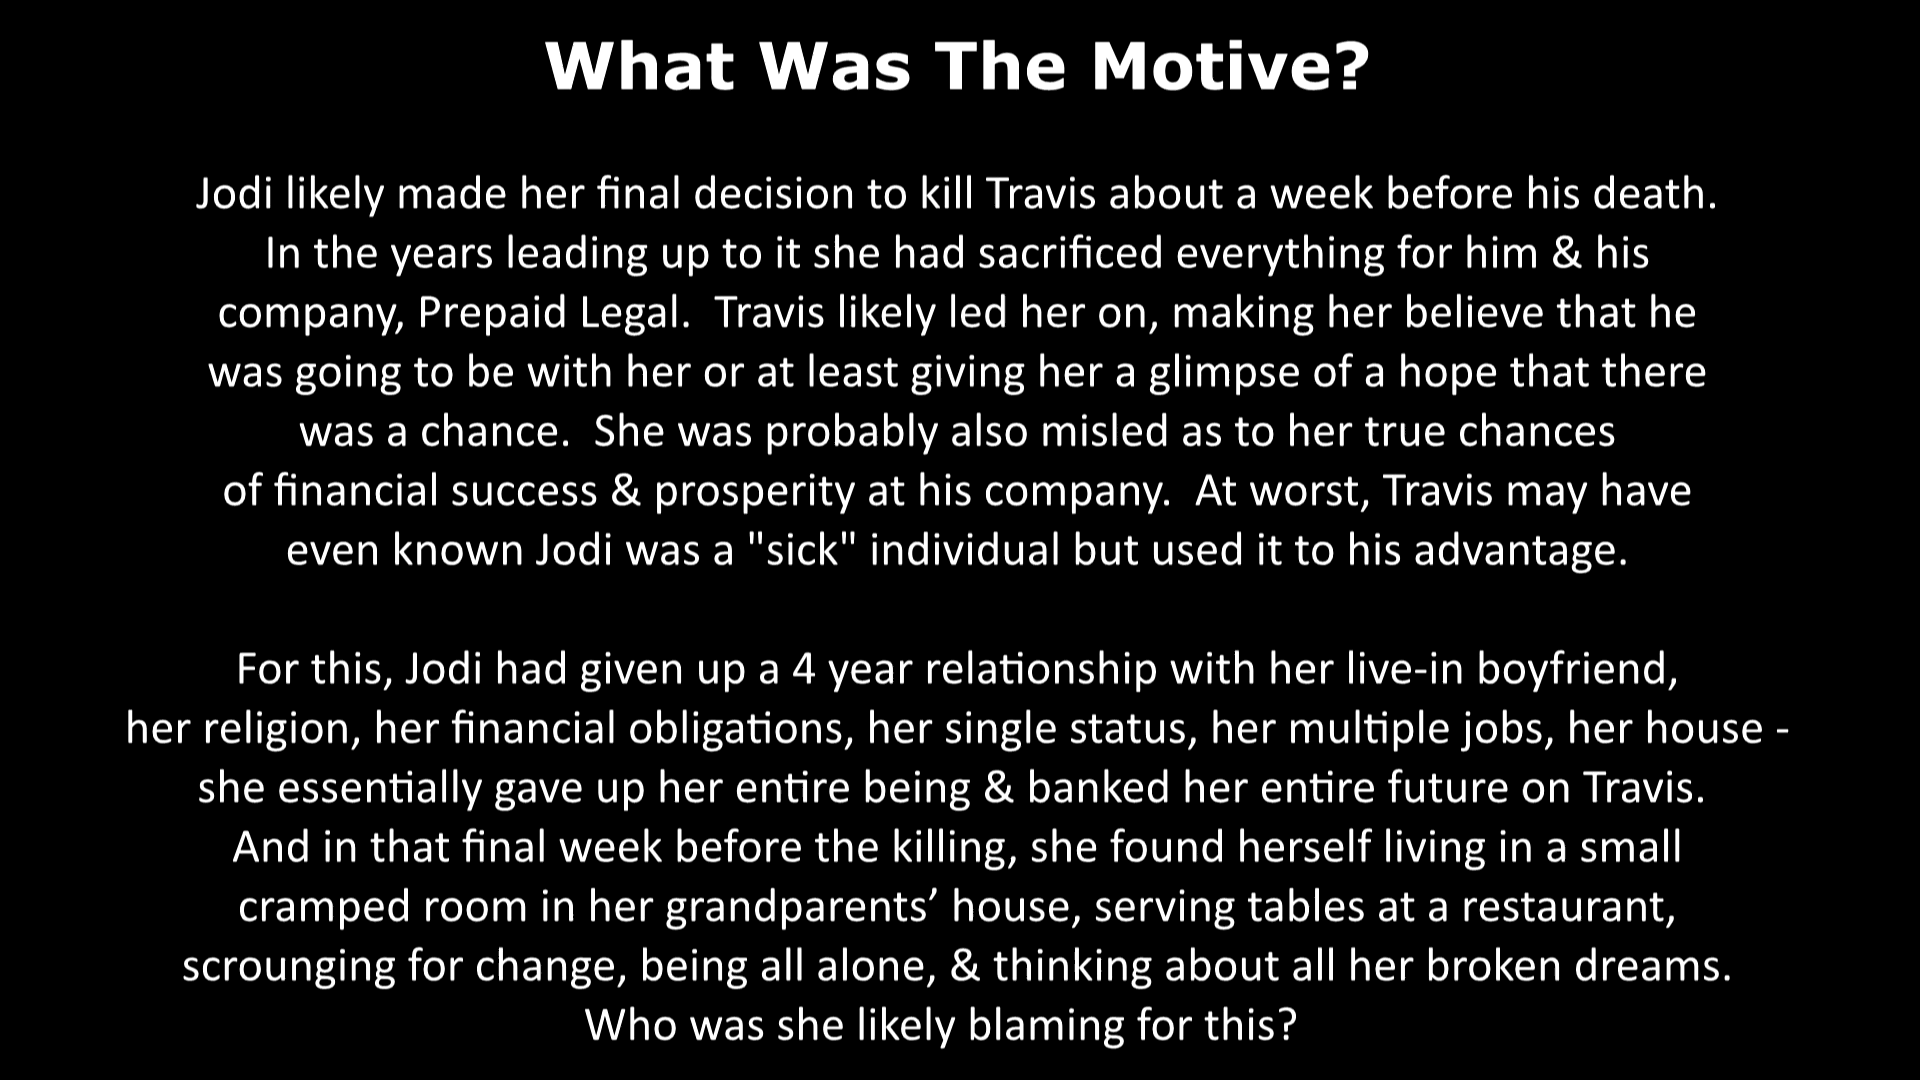 What Was The Motive?
Jodi likely made her final decision to kill Travis about a week before his death.
In the years leading up to it she had sacrificed everything for him & his
company, Prepaid Legal.  Travis likely led her on, making her believe that he
was going to be with her or at least giving her a glimpse of a hope that there
was a chance.  She was probably also misled as to her true chances
of financial success & prosperity at his company.  At worst, Travis may have
even known Jodi was a "sick" individual but used it to his advantage.
For this, Jodi had given up a 4 year relationship with her live-in boyfriend,
her religion, her financial obligations, her single status, her multiple jobs, her house -
she essentially gave up her entire being & banked her entire future on Travis.
And in that final week before the killing, she found herself living in a small
cramped room in her grandparents’ house, serving tables at a restaurant,
scrounging for change, being all alone, & thinking about all her broken dreams.
Who was she likely blaming for this?